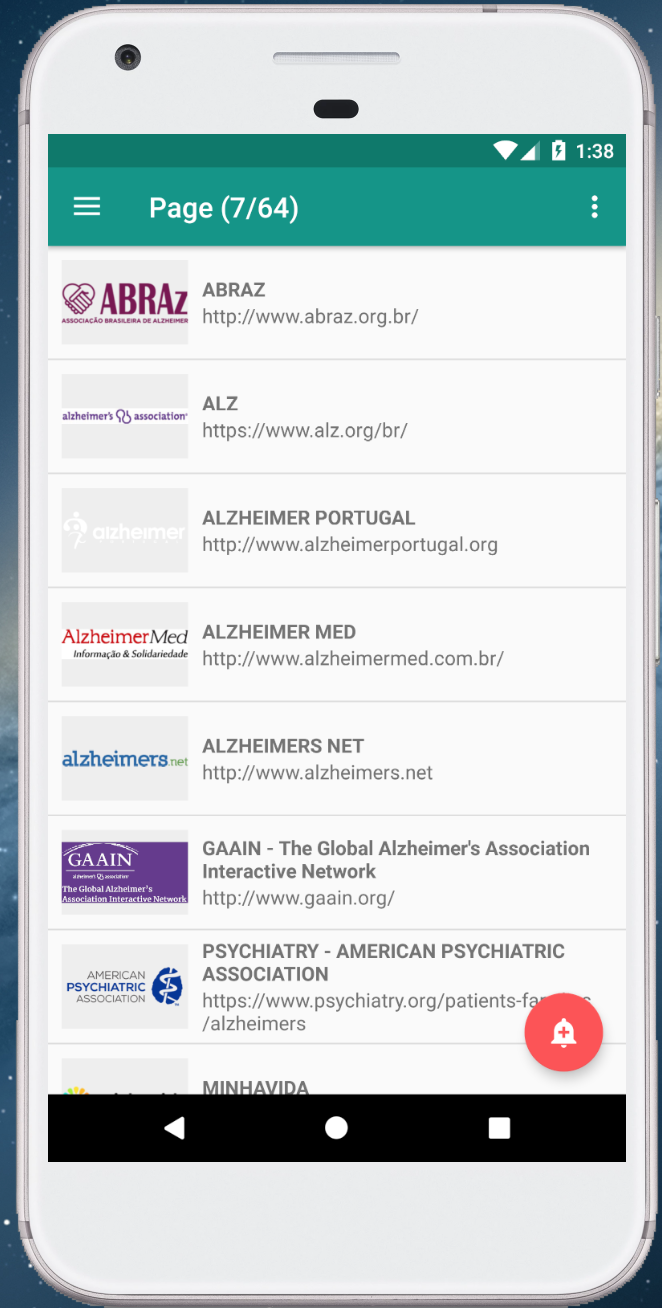 1:38
Page (7/64)
ABRAz
ASSOCIAÇÃO BRASILEIRA DE ALZHEIMER
ABRAZ
http://www.abraz.org.br/
alzheimer's association
ALZ
https://www.alz.org/br/
alzheimer
ALZHEIMER PORTUGAL
http://www.alzheimerportugal.org
AlzheimerMed
Informação & Solidariedade
ALZHEIMER MED
http://www.alzheimermed.com.br/
alzheimers.net
ALZHEIMERS NET
http://www.alzheimers.net
GAAIN
alzheimer's association
The Global Alzheimer's
Association Interactive Network
GAAIN - The Global Alzheimer's Association
Interactive Network
http://www.gaain.org/
AMERICAN
PSYCHIATRIC
ASSOCIATION
PSYCHIATRY - AMERICAN PSYCHIATRIC
ASSOCIATION
https://www.psychiatry.org/patients-families
/alzheimers
MINHAVIDA